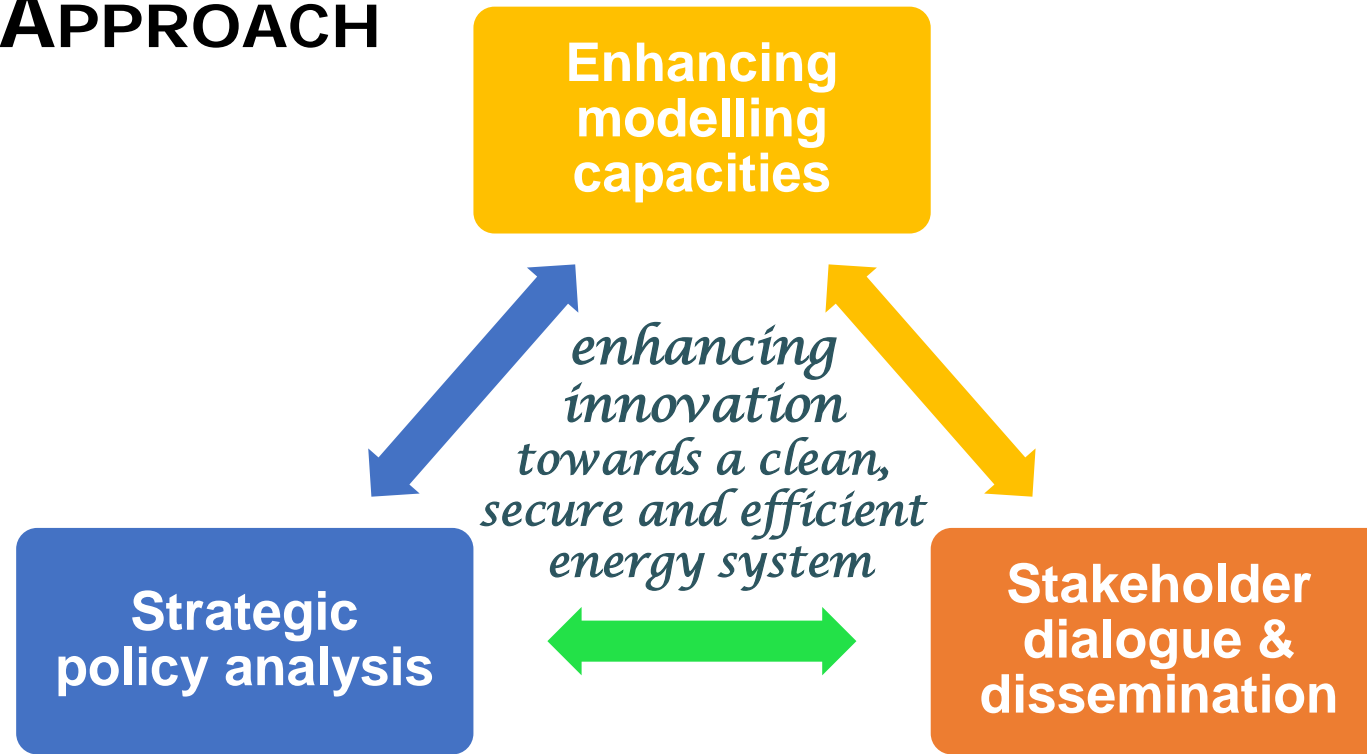 APPROACH
Enhancing
modelling
capacities
enhancing
innovation
towards a clean,
secure and efficient
energy system
Strategic
policy analysis
Stakeholder
dialogue &
dissemination